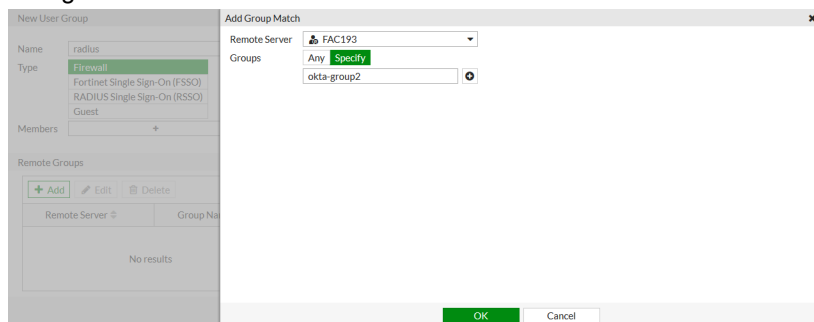 New User Group
Name radius
Type Firewall
Fortinet Single Sign-On (FSSO)
RADIUS Single Sign-On (RSSO)
Guest
Members +
Remote Groups
+ Add Edit Delete
Remote Server Group Na
No results
Add Group Match
Remote Server FAC193
Groups Any Specify
okta-group2
OK Cancel